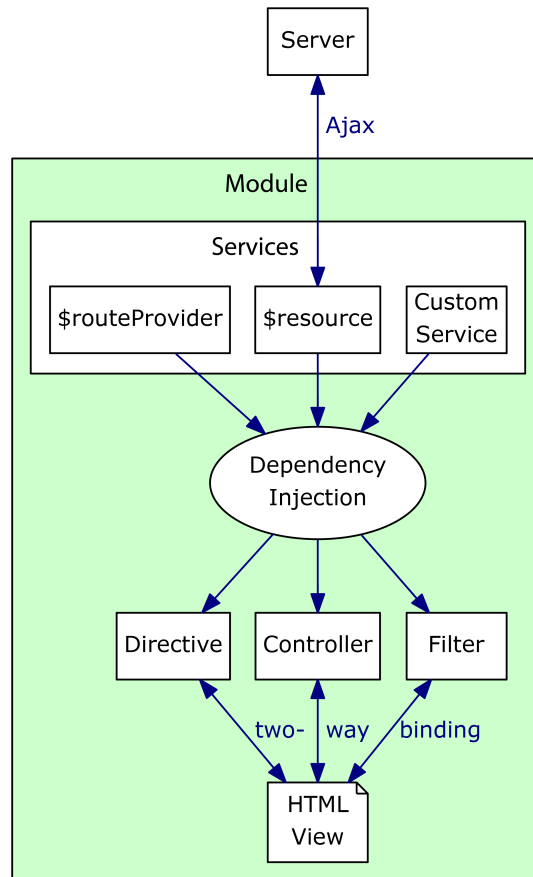 Server
Ajax
Module
Services
$routeProvider
$resource
Custom
Service
Dependency
Injection
Directive
Controller
Filter
two- way binding
HTML
View